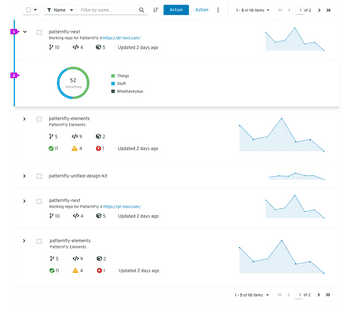 Name Filter by name... Action Action 1 - 5 of 10 items 1 of 2
1 patternfly-next
Working repo for PatternFly 4 https://pf-next.com/
10 4 5 Updated 2 days ago
2 52 Things
Stuff
Whatheveyous
patternfly-elements
PatternFly Elements
5 9 2
11 4 1 Updated 2 days ago
patternfly-unified-design-kit
patternfly-next
Working repo for PatternFly 4 https://pf-next.com/
10 4 5 Updated 2 days ago
patternfly-elements
PatternFly Elements
5 9 2
11 4 1 Updated 2 days ago
1 - 5 of 10 items 1 of 2